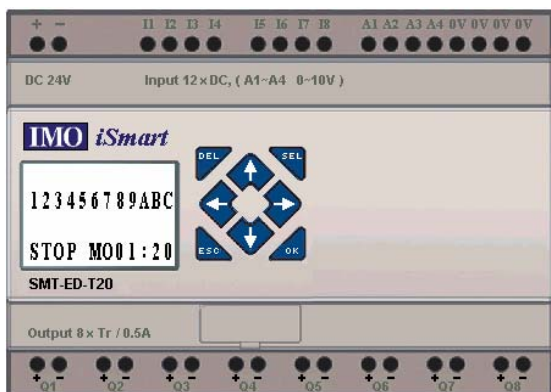 + - I1 I2 I3 I4 I5 I6 I7 I8 A1 A2 A3 A4 0V 0V 0V 0V
DC 24V Input 12×DC, ( A1~A4 0~10V )
IMO iSmart
DEL SEL
123456789ABC
STOP MO01:20
ESC OK
SMT-ED-T20
Output 8× Tr / 0.5A
+ - + - + - + - + - + - + - + -
Q1 Q2 Q3 Q4 Q5 Q6 Q7 Q8